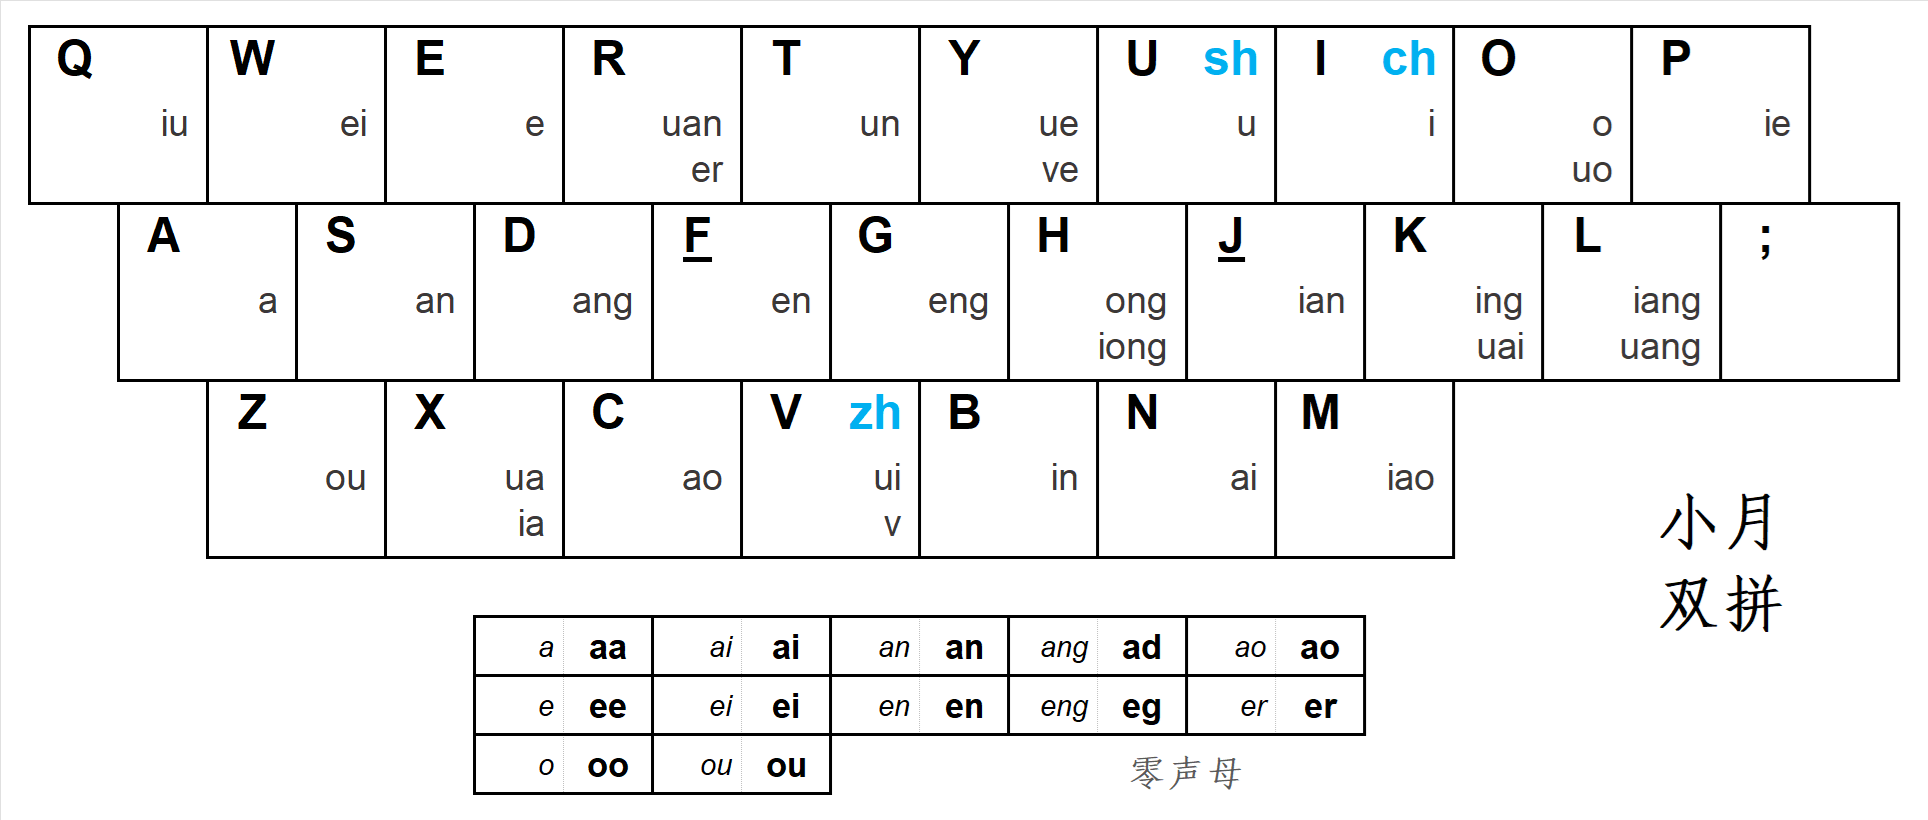 Q W E R T Y U sh I ch O P
iu ei e uan un ue u i o ie
er ve uo
A S D F G H J K L ;
a an ang en eng ong ian ing iang
iong uai uang
Z X C V zh B N M
ou ua ao ui in ai iao
ia v
小月
双拼
a aa ai ai an an ang ad ao ao
e ee ei ei en en eng eg er er
o oo ou ou
零声母